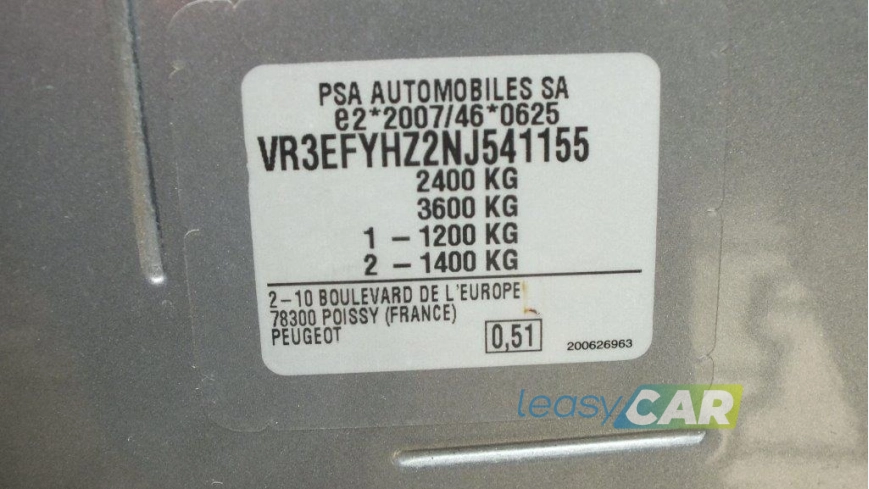 PSA AUTOMOBILES SA
e2*2007/46*0625
VR3EFYHZ2NJ541155
2400 KG
3600 KG
1 - 1200 KG
2 - 1400 KG
2-10 BOULEVARD DE L'EUROPE
78300 POISSY (FRANCE)
PEUGEOT
0,51
200626963
leasyCAR